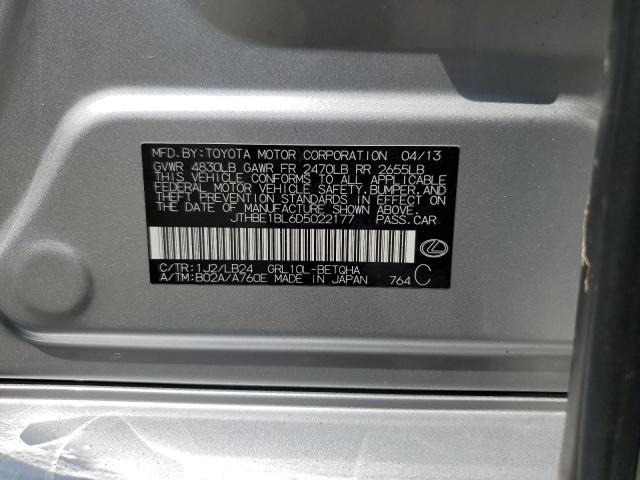 MFD. BY: TOYOTA MOTOR CORPORATION 04/13
GVWR 4830LB GAWR FR 2470LB RR 2655LB
THIS VEHICLE CONFORMS TO ALL APPLICABLE
FEDERAL MOTOR VEHICLE SAFETY, BUMPER, AND
THEFT PREVENTION STANDARDS IN EFFECT ON
THE DATE OF MANUFACTURE SHOWN ABOVE.
JTHBE1BL6D5022177 PASS. CAR
C/TR: 1J2/LB24 GRL10L-BETQHA
A/TM: B02A/A760E MADE IN JAPAN 764 C